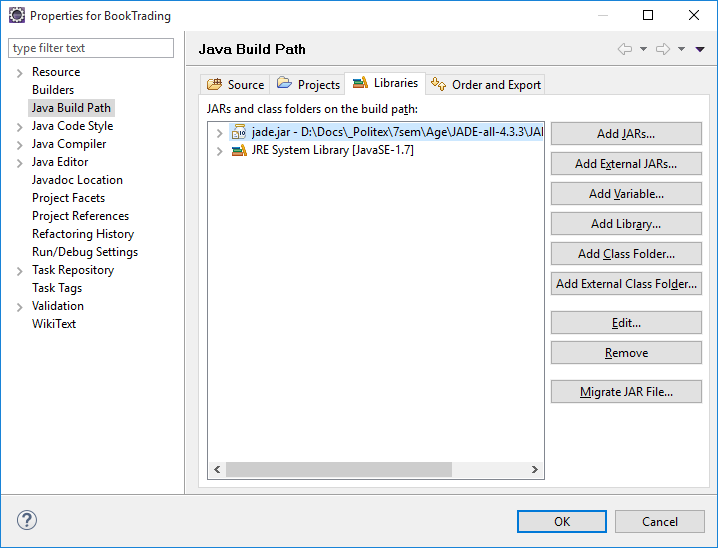 Properties for BookTrading
type filter text
Resource
Builders
Java Build Path
Java Code Style
Java Compiler
Java Editor
Javadoc Location
Project Facets
Project References
Refactoring History
Run/Debug Settings
Task Repository
Task Tags
Validation
WikiText
Java Build Path
Source Projects Libraries Order and Export
JARs and class folders on the build path:
jade.jar - D:\Docs\_Politex\7sem\Age\JADE-all-4.3.3\JAI
JRE System Library [JavaSE-1.7]
Add JARs...
Add External JARs...
Add Variable...
Add Library...
Add Class Folder...
Add External Class Folder...
Edit...
Remove
Migrate JAR File...
OK Cancel